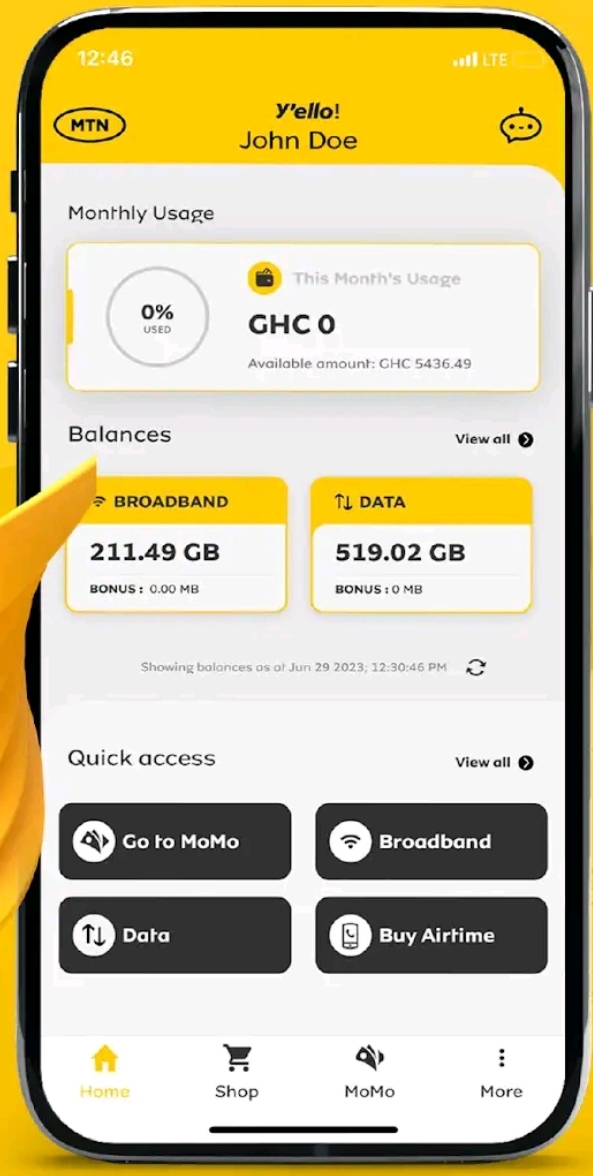 12:46
LTE
MTN
Y'ello!
John Doe
Monthly Usage
This Month's Usage
0%
USED
GHC 0
Available amount: GHC 5436.49
Balances
View all
BROADBAND
DATA
211.49 GB
519.02 GB
BONUS : 0.00 MB
BONUS : 0 MB
Showing balances as at Jun 29 2023; 12:30:46 PM
Quick access
View all
Go to MoMo
Broadband
Data
Buy Airtime
Home
Shop
MoMo
More